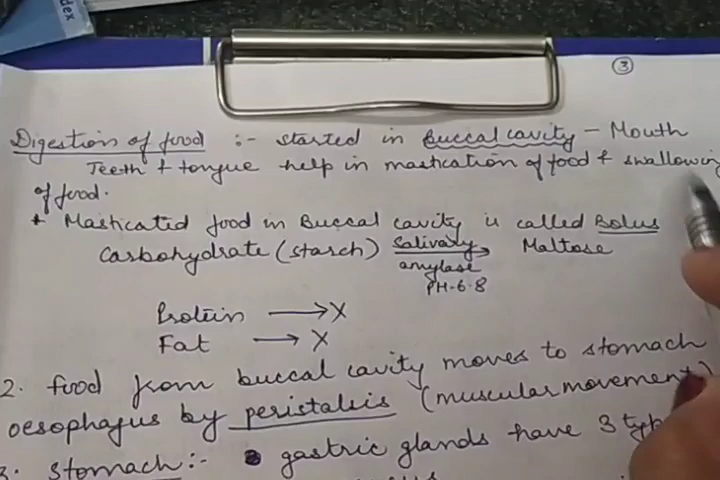 dex
③
Digestion of food :- started in Buccal cavity - Mouth
Teeth + tongue help in mastication of food & swallowing
of food.
* Masticated food in Buccal cavity is called Bolus
Carbohydrate (starch) Salivary amylase PH-6.8 → Maltose
Protein → X
Fat → X
2. food from buccal cavity moves to stomach
oesophagus by peristalsis (muscular movement)
3. Stomach :- gastric glands have 3